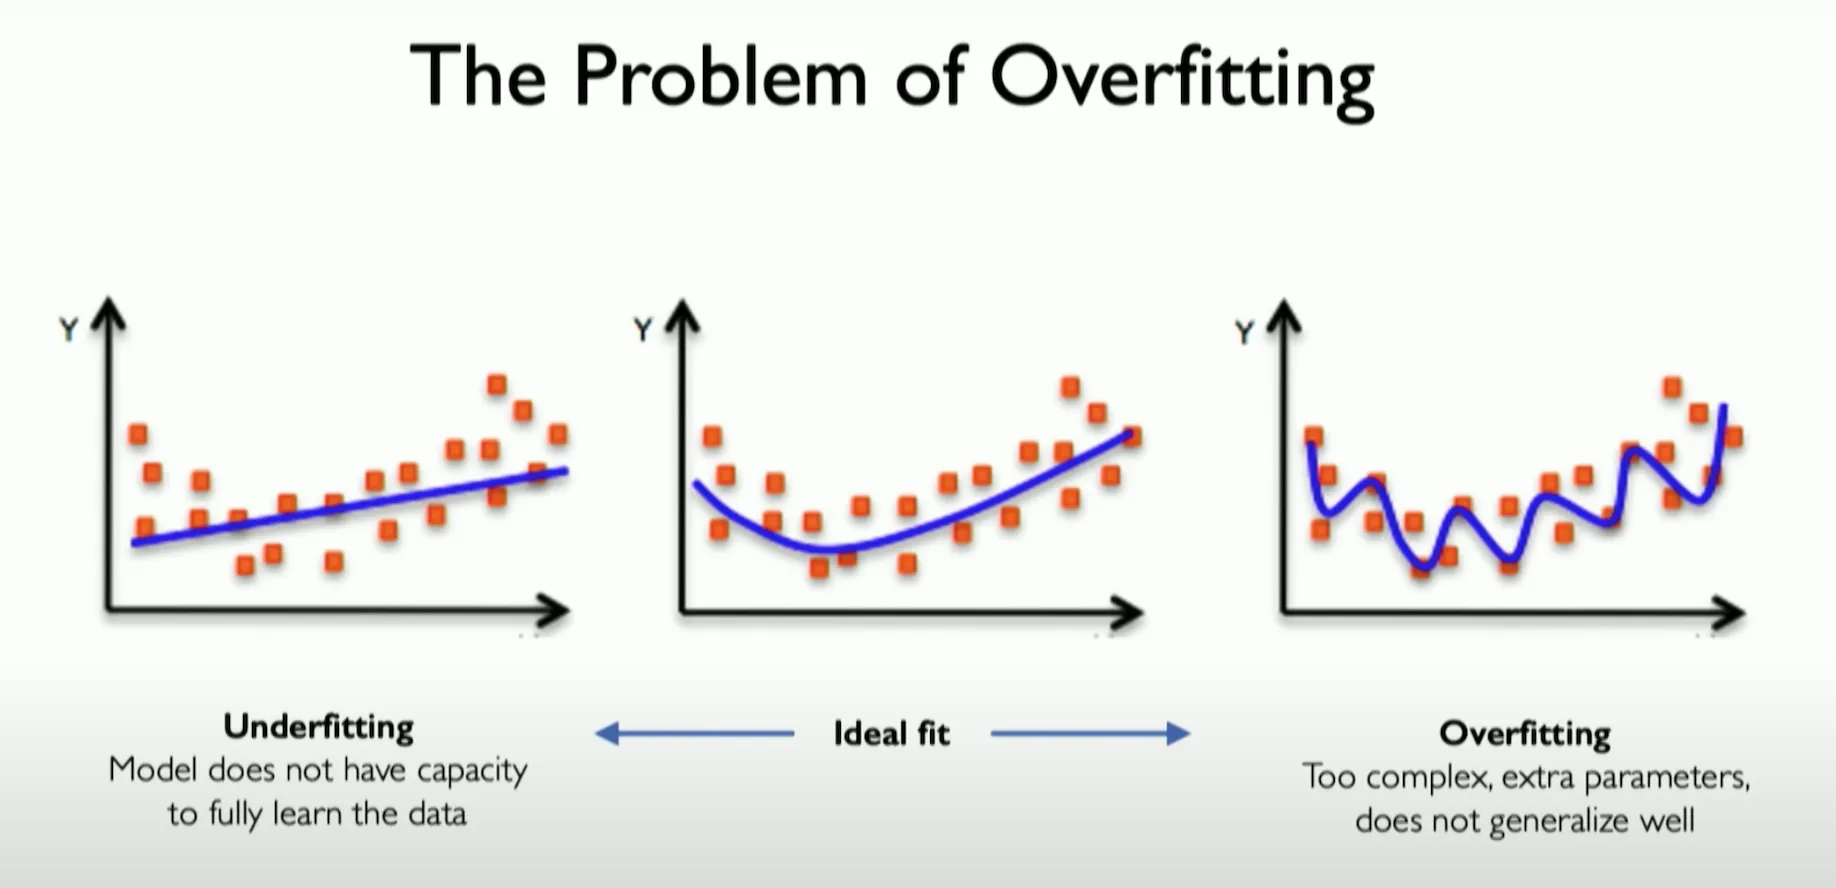 The Problem of Overfitting
Y
Y
Y
Underfitting
Model does not have capacity
to fully learn the data
Ideal fit
Overfitting
Too complex, extra parameters,
does not generalize well